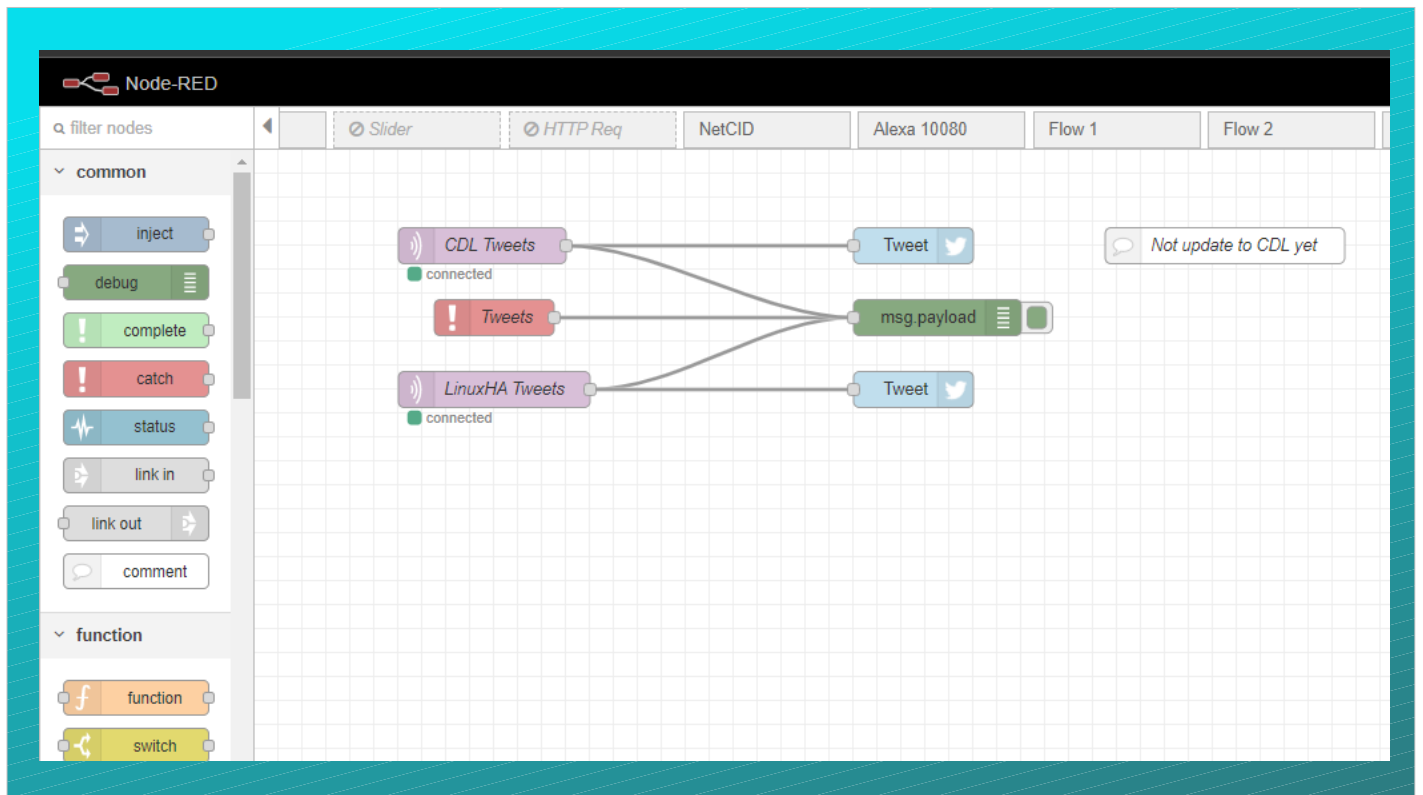 Node-RED
filter nodes
Slider
HTTP Req
NetCID
Alexa 10080
Flow 1
Flow 2
common
inject
debug
complete
catch
status
link in
link out
comment
function
function
switch
CDL Tweets
connected
Tweet
Not update to CDL yet
Tweets
msg.payload
LinuxHA Tweets
connected
Tweet